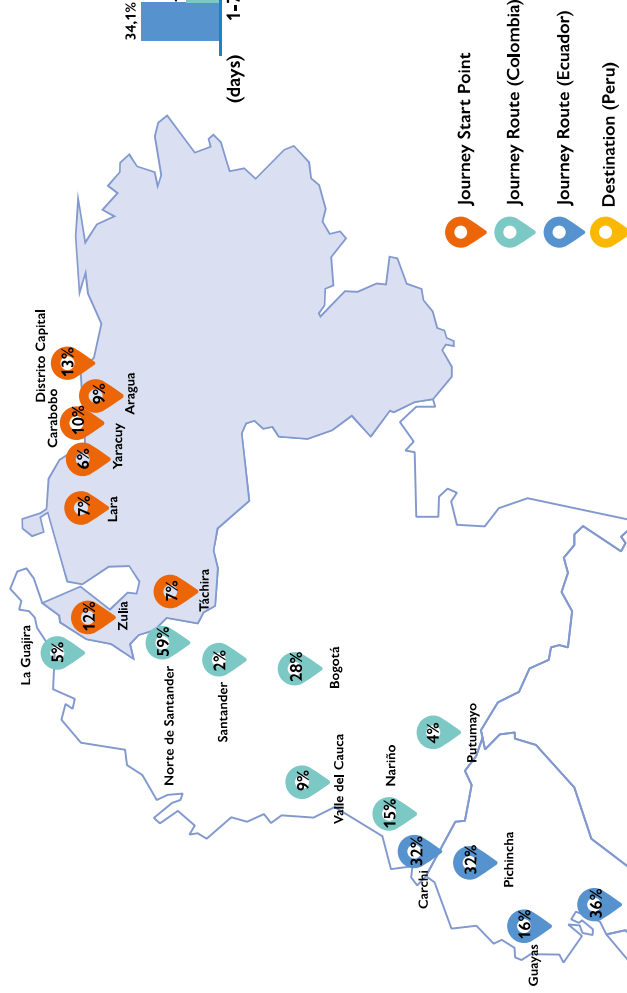 La Guajira
5%
Distrito Capital
13%
Carabobo
10%
9%
Aragua
6%
Yaracuy
7%
Lara
12%
Zulia
7%
Táchira
Norte de Santander
59%
Santander
2%
28%
Bogotá
9%
Valle del Cauca
Nariño
15%
4%
Putumayo
Carchi
32%
32%
Pichincha
Guayas
16%
36%
34,1%
1-7
(days)
Journey Start Point
Journey Route (Colombia)
Journey Route (Ecuador)
Destination (Peru)